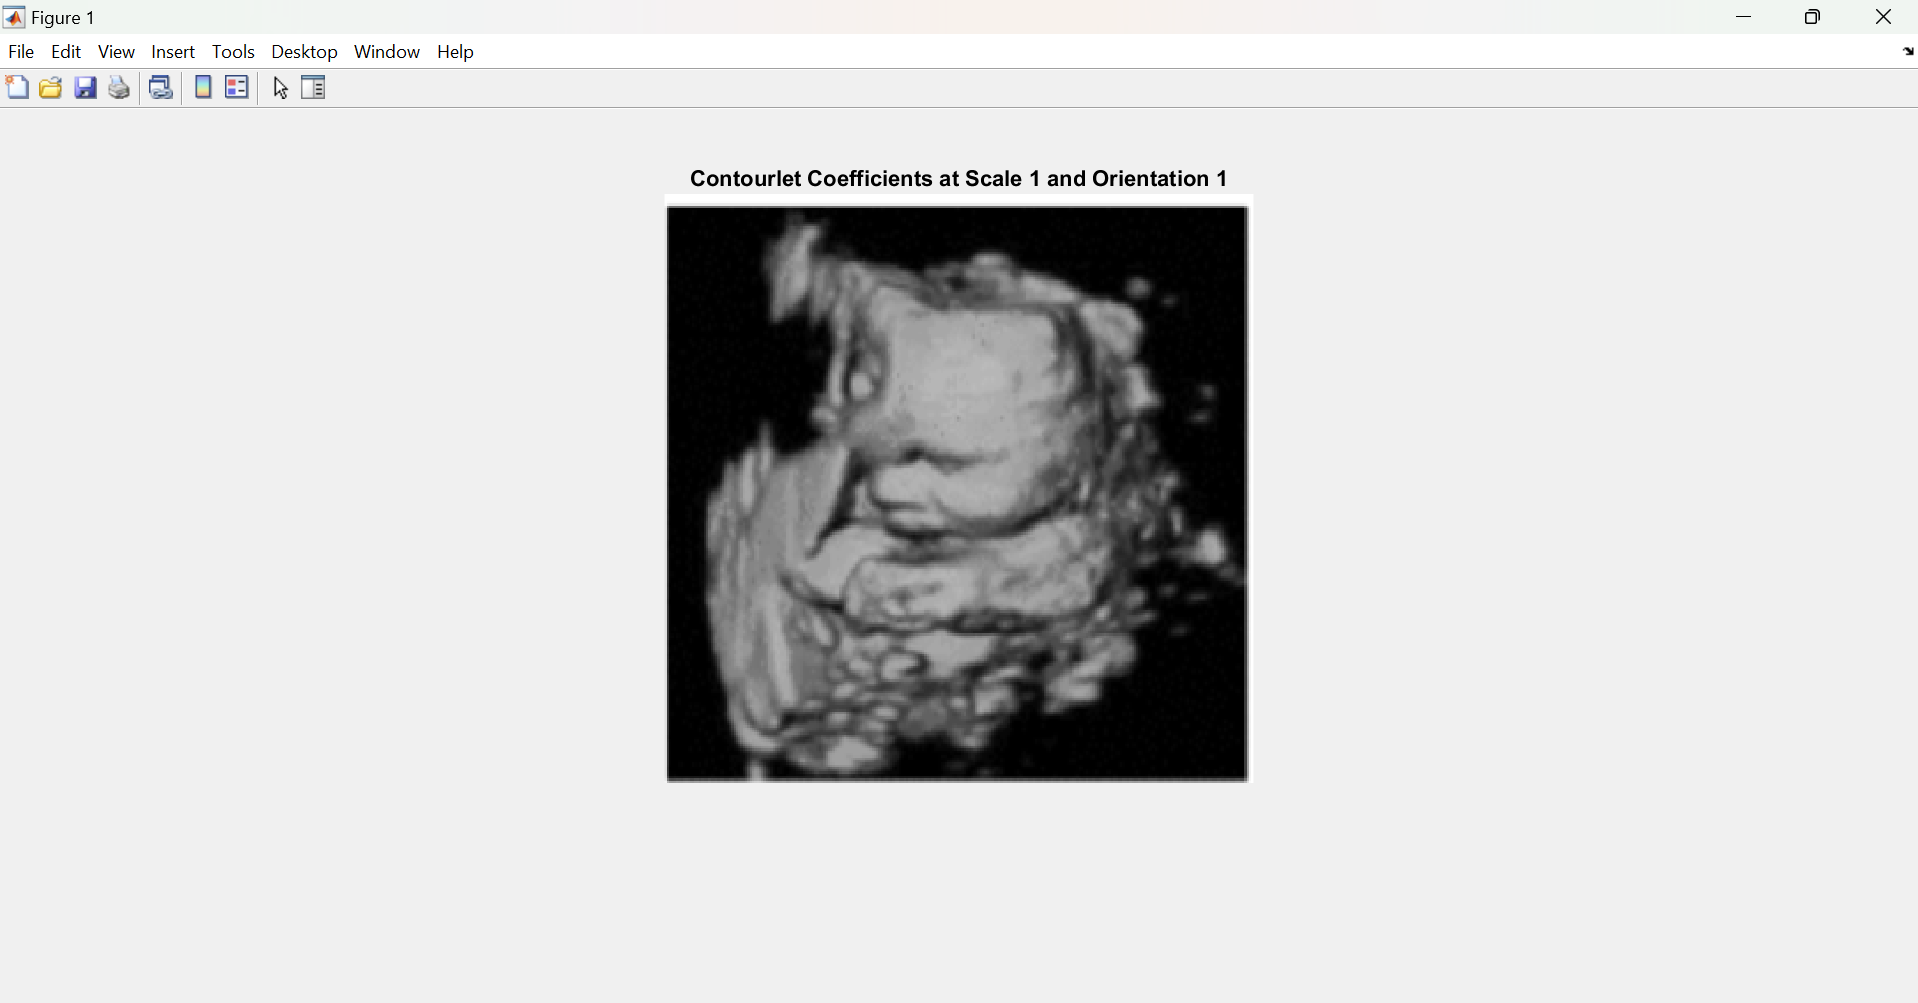 Figure 1
File Edit View Insert Tools Desktop Window Help
Contourlet Coefficients at Scale 1 and Orientation 1